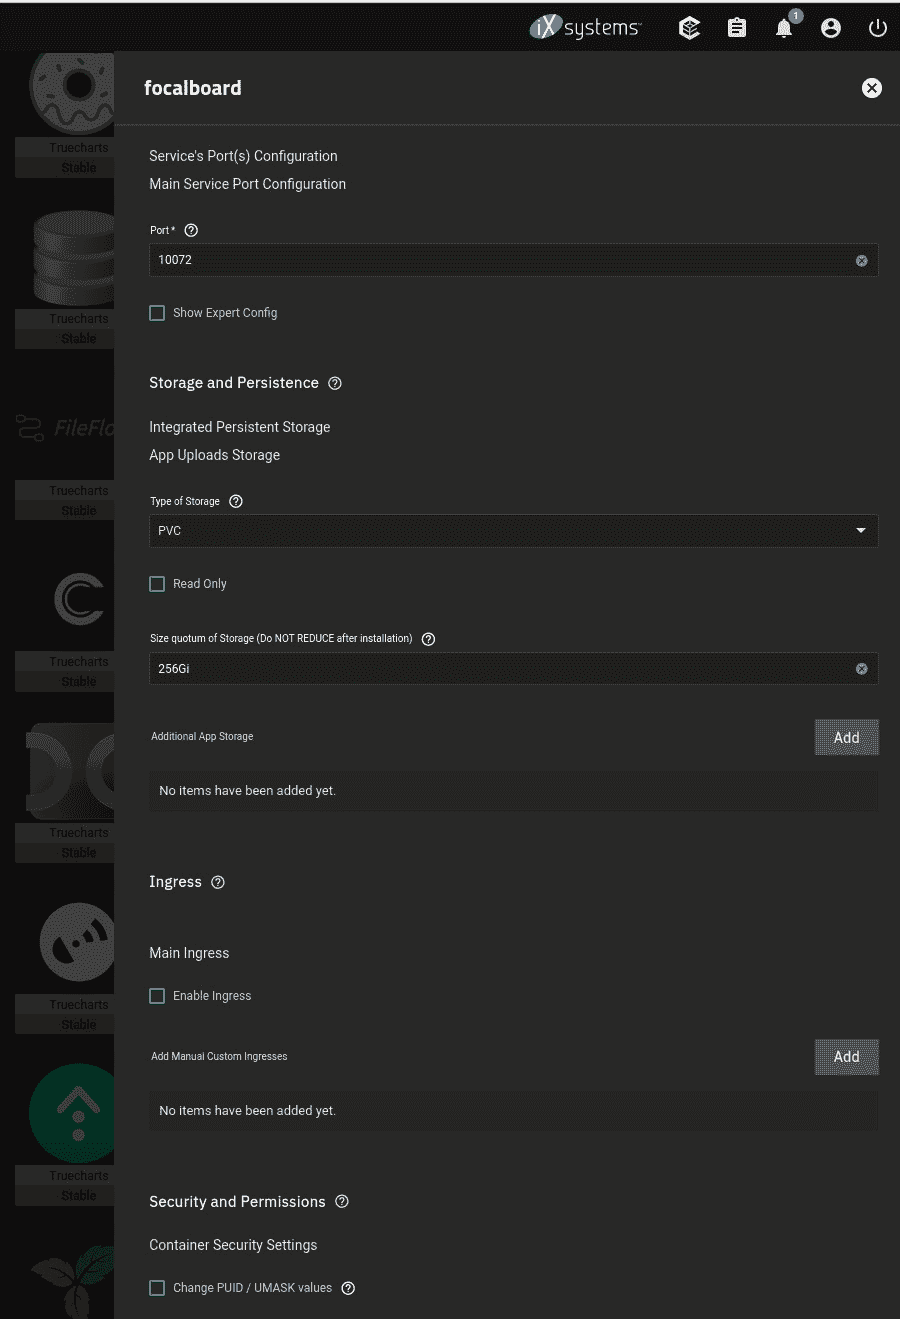 iX systems
1
focalboard
Truecharts
Stable
Service's Port(s) Configuration
Main Service Port Configuration
Port *
10072
Show Expert Config
Truecharts
Stable
Storage and Persistence
Integrated Persistent Storage
App Uploads Storage
FileFlo
Type of Storage
Truecharts
Stable
PVC
Read Only
Size quotum of Storage (Do NOT REDUCE after installation)
256Gi
Truecharts
Stable
Additional App Storage
Add
No items have been added yet.
Truecharts
Stable
Ingress
Main Ingress
Enable Ingress
Truecharts
Stable
Add Manual Custom Ingresses
Add
No items have been added yet.
Truecharts
Stable
Security and Permissions
Container Security Settings
Change PUID / UMASK values